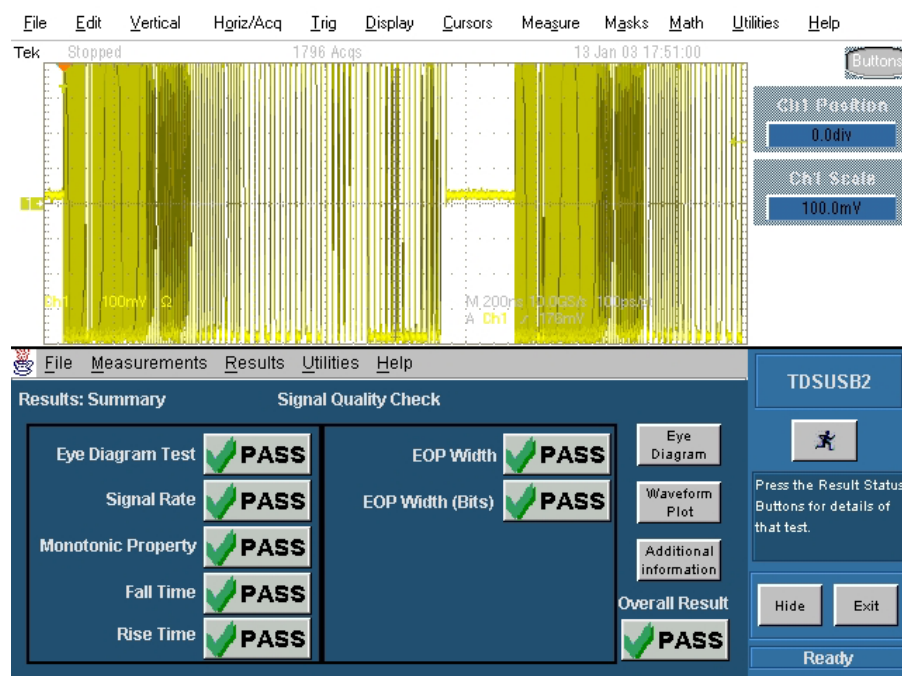 File Edit Vertical Horiz/Acq Trig Display Cursors Measure Masks Math Utilities Help
Tek Stopped 1796 Acqs 13 Jan 03 17:51:00
Buttons
Ch1 Position
0.0div
Ch1 Scale
100.0mV
1
Ch1 100mV Ω
M 200ns 10.0GS/s 100ps/pt
A Ch1 176mV
File Measurements Results Utilities Help
TDSUSB2
Results: Summary Signal Quality Check
Eye Diagram Test PASS
Signal Rate PASS
Monotonic Property PASS
Fall Time PASS
Rise Time PASS
EOP Width PASS
EOP Width (Bits) PASS
Eye
Diagram
Waveform
Plot
Additional
information
Overall Result
PASS
Press the Result Status
Buttons for details of
that test.
Hide Exit
Ready